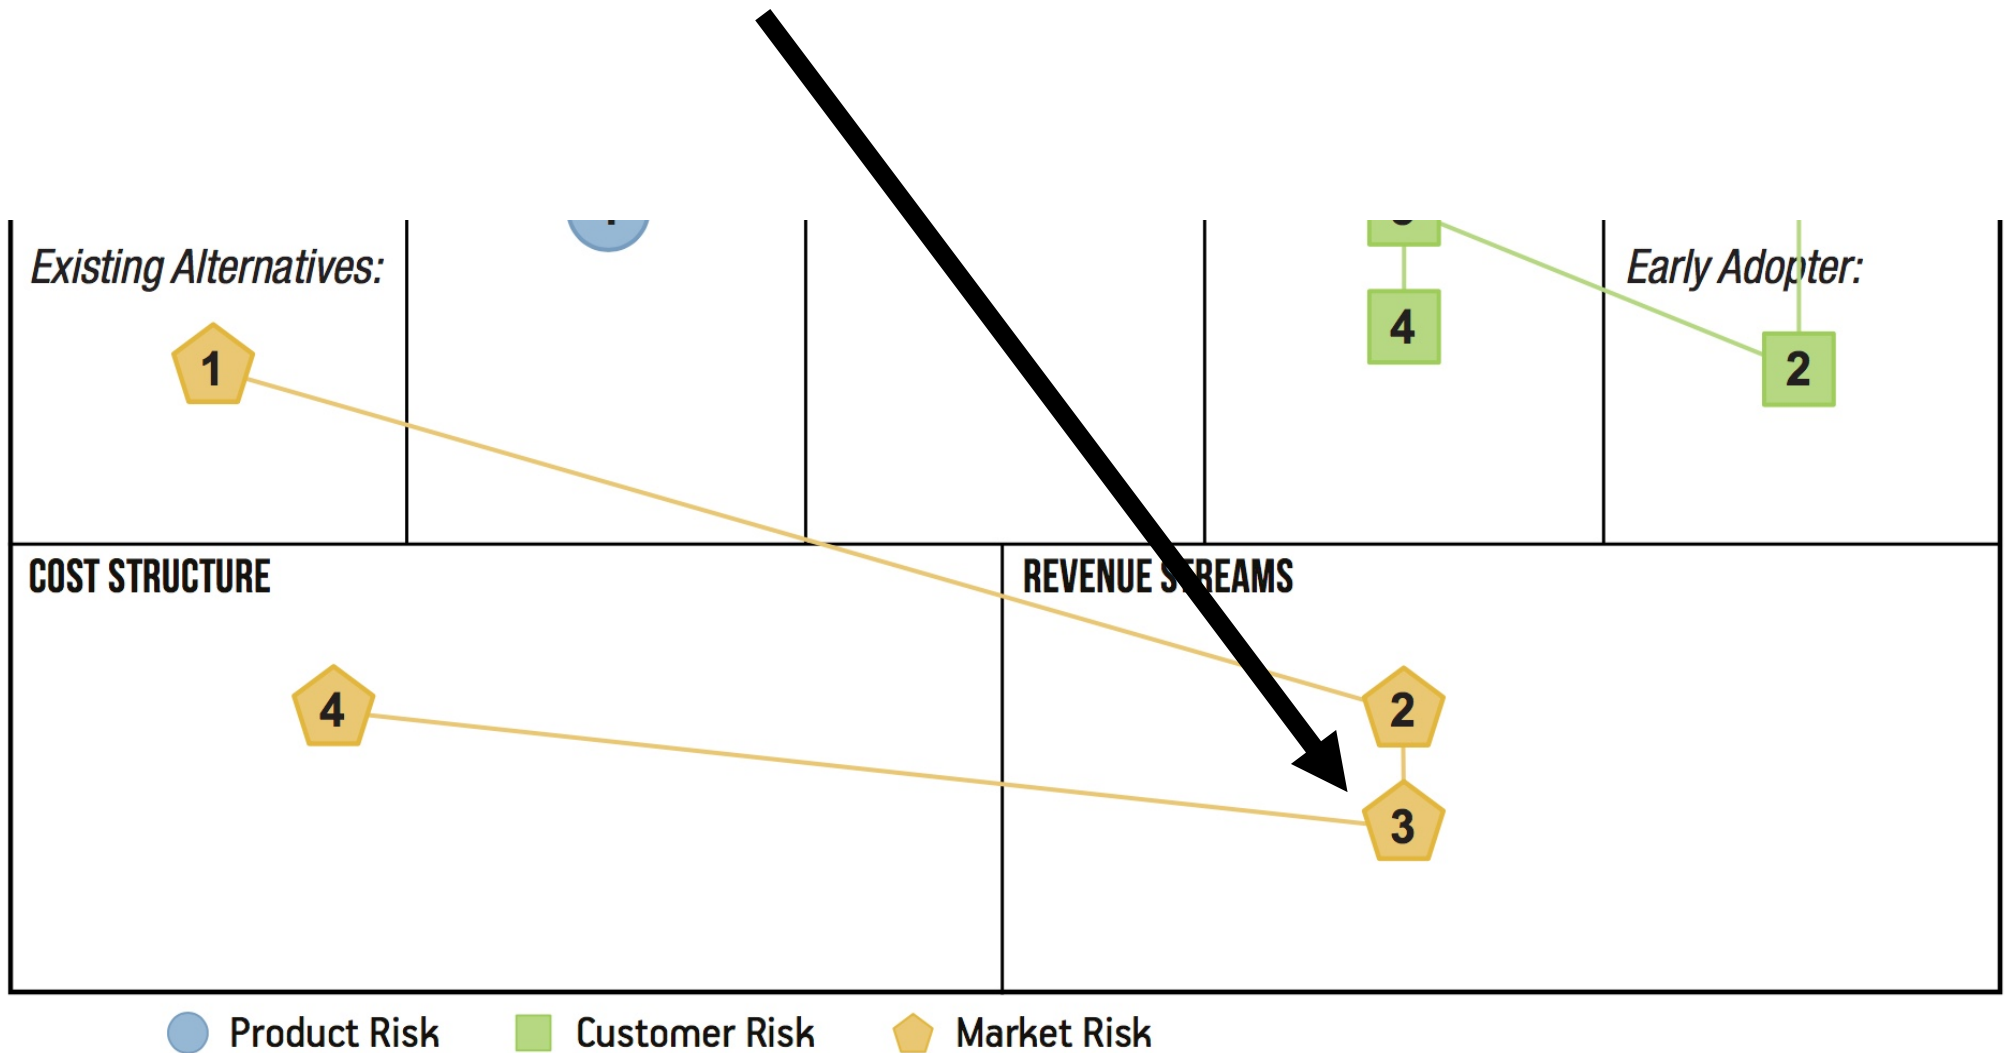 Existing Alternatives:
Early Adopter:
4
1
2
COST STRUCTURE
REVENUE STREAMS
4
2
3
Product Risk
Customer Risk
Market Risk